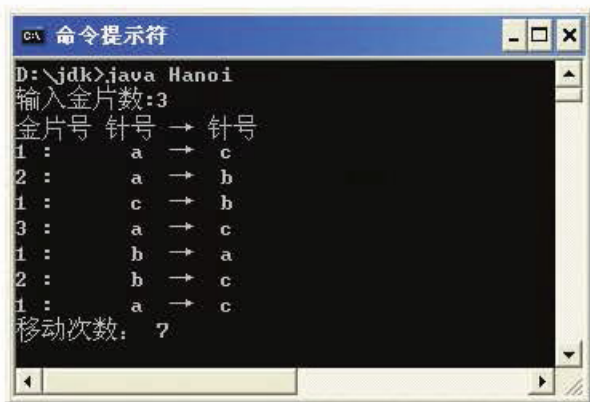 命令提示符
D:\jdk>java Hanoi
输入金片数:3
金片号 针号 → 针号
1 : a → c
2 : a → b
1 : c → b
3 : a → c
1 : b → a
2 : b → c
1 : a → c
移动次数: 7